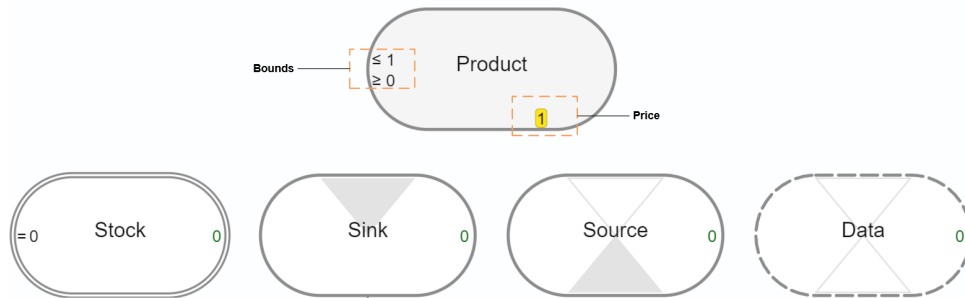 ≤ 1
Product
Bounds
≥ 0
1
Price
= 0
Stock
0
Sink
0
Source
0
Data
0